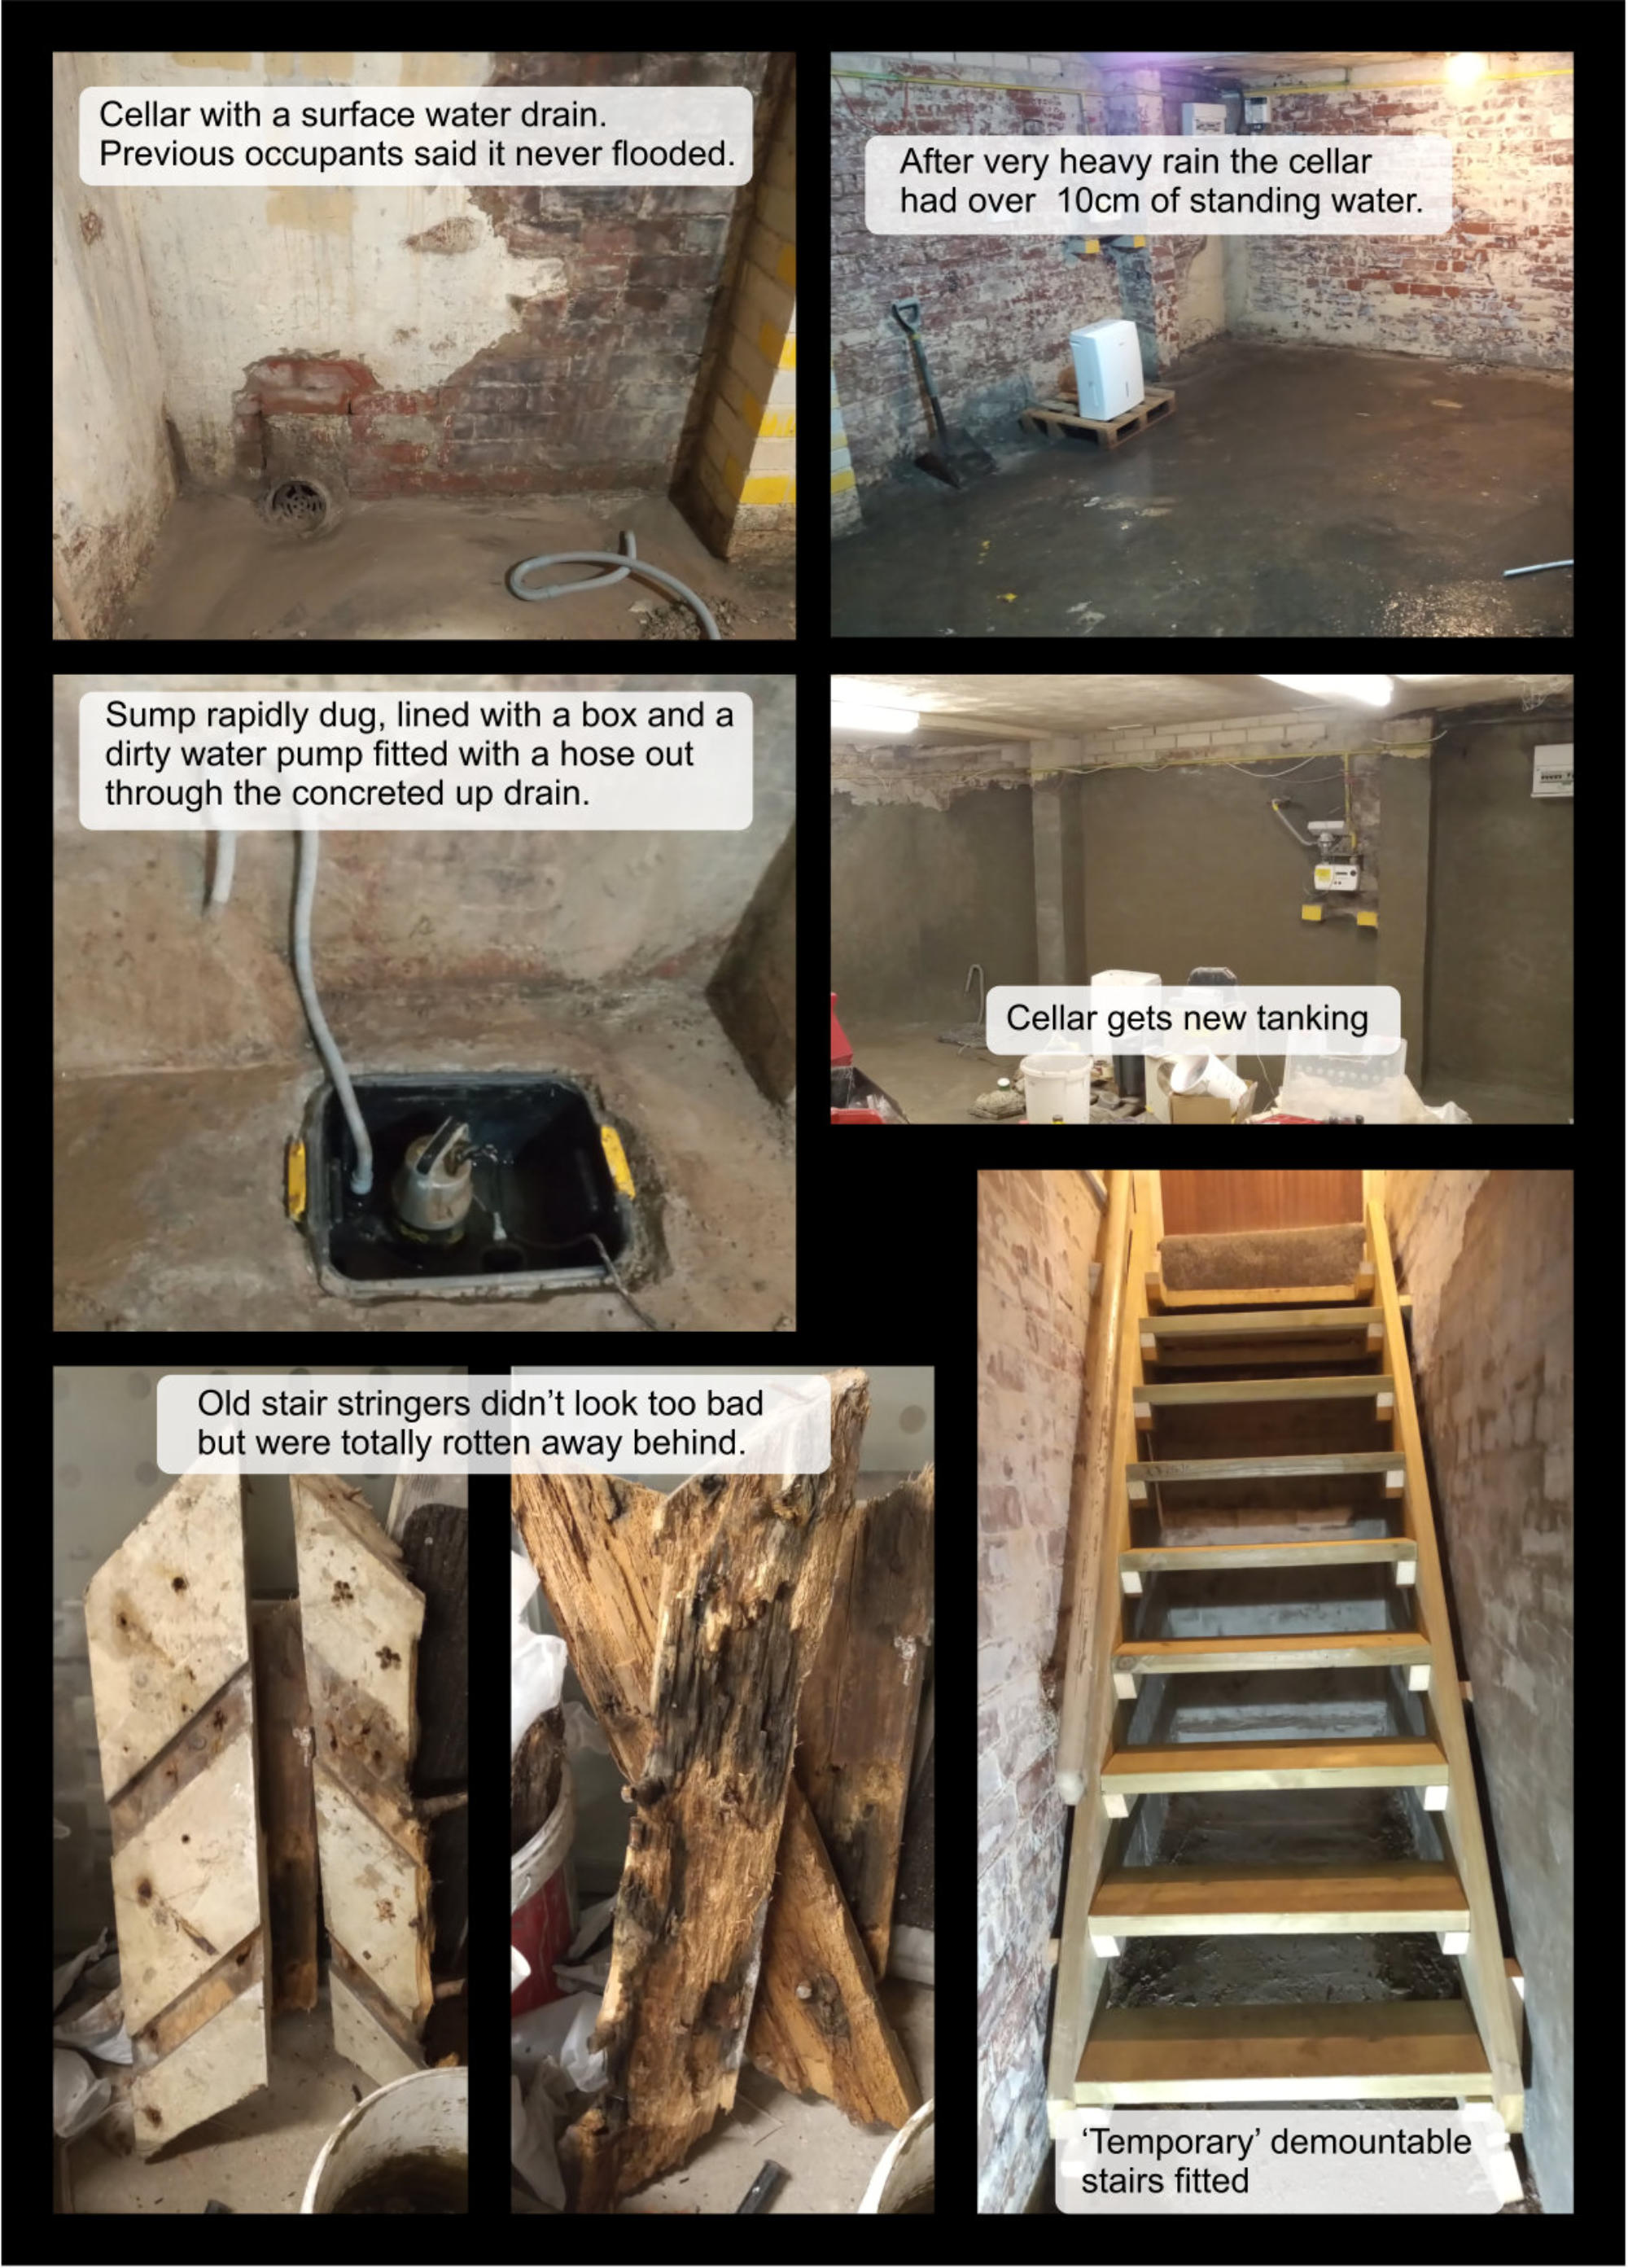 Cellar with a surface water drain.
Previous occupants said it never flooded.
After very heavy rain the cellar
had over  10cm of standing water.
Sump rapidly dug, lined with a box and a
dirty water pump fitted with a hose out
through the concreted up drain.
Cellar gets new tanking
Old stair stringers didn’t look too bad
but were totally rotten away behind.
‘Temporary’ demountable
stairs fitted